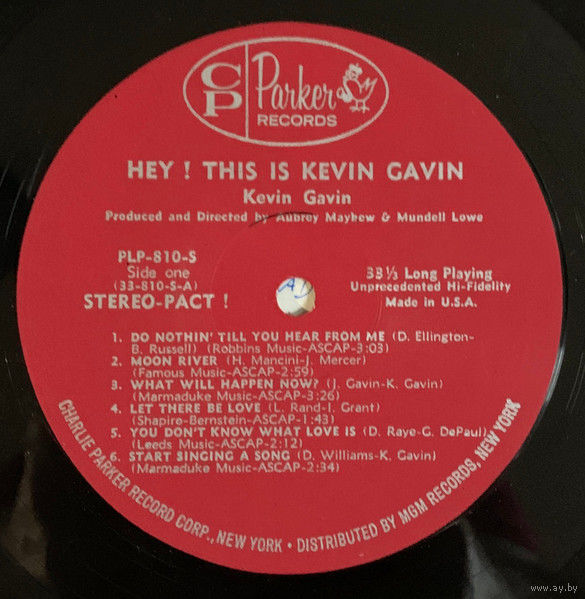 CP Parker
RECORDS
HEY ! THIS IS KEVIN GAVIN
Kevin Gavin
Produced and Directed by Aubrey Mayhew & Mundell Lowe
PLP-810-S
Side one
(33-810-S-A)
STEREO-PACT !
33⅓ Long Playing
Unprecedented Hi-Fidelity
Made in U.S.A.
1. DO NOTHIN' TILL YOU HEAR FROM ME (D. Ellington-
B. Russell) (Robbins Music-ASCAP-3:03)
2. MOON RIVER (H. Mancini-J. Mercer)
(Famous Music-ASCAP-2:59)
3. WHAT WILL HAPPEN NOW? (J. Gavin-K. Gavin)
(Marmaduke Music-ASCAP-3:26)
4. LET THERE BE LOVE (L. Rand-I. Grant)
(Shapire-Bernstein-ASCAP-1:43)
5. YOU DON'T KNOW WHAT LOVE IS (D. Raye-G. DePaul)
(Leeds Music-ASCAP-2:12)
6. START SINGING A SONG (D. Williams-K. Gavin)
(Marmaduke Music-ASCAP-2:34)
CHARLIE PARKER RECORD CORP., NEW YORK • DISTRIBUTED BY MGM RECORDS, NEW YORK
www.ay.by